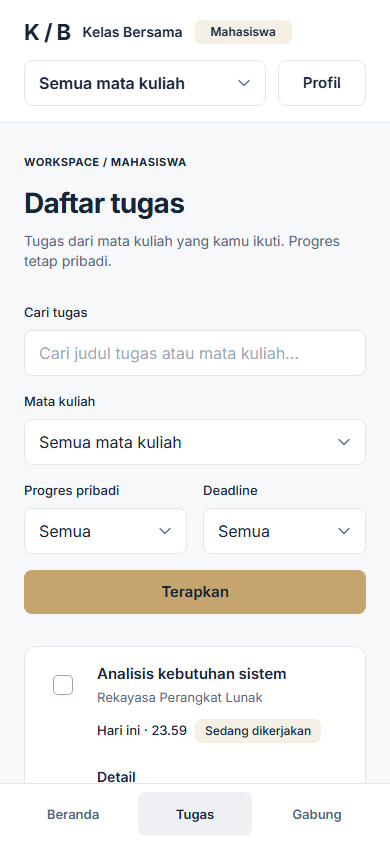 K / B Kelas Bersama Mahasiswa
Semua mata kuliah Profil
WORKSPACE / MAHASISWA
Daftar tugas
Tugas dari mata kuliah yang kamu ikuti. Progres
tetap pribadi.
Cari tugas
Cari judul tugas atau mata kuliah...
Mata kuliah
Semua mata kuliah
Progres pribadi Deadline
Semua Semua
Terapkan
Analisis kebutuhan sistem
Rekayasa Perangkat Lunak
Hari ini · 23.59 Sedang dikerjakan
Detail
Beranda Tugas Gabung